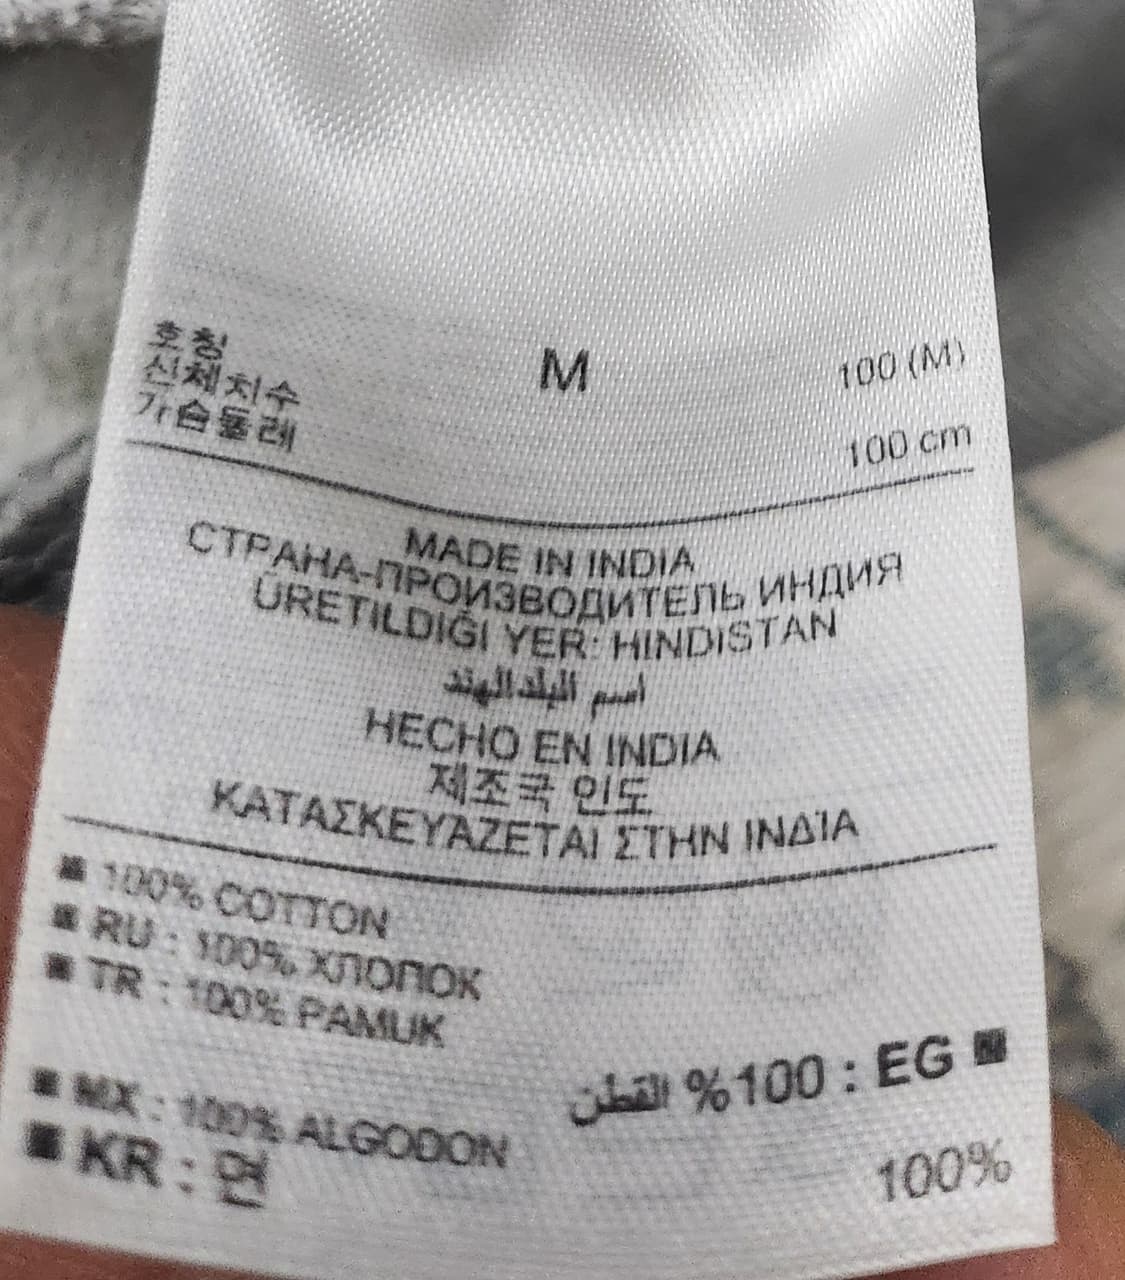 호칭 M 100 (M)
신체치수
가슴둘레 100 cm
MADE IN INDIA
СТРАНА-ПРОИЗВОДИТЕЛЬ ИНДИЯ
ÜRETILDIĞI YER: HINDISTAN
اسم البلد الهند
HECHO EN INDIA
제조국 인도
ΚΑΤΑΣΚΕΥΑΖΕΤΑΙ ΣΤΗΝ ΙΝΔΙΑ
■ 100% COTTON
■ RU : 100% ХЛОПОК
■ TR : 100% PAMUK
القطن %100 : EG ■
■ MX : 100% ALGODON
■ KR : 면 100%